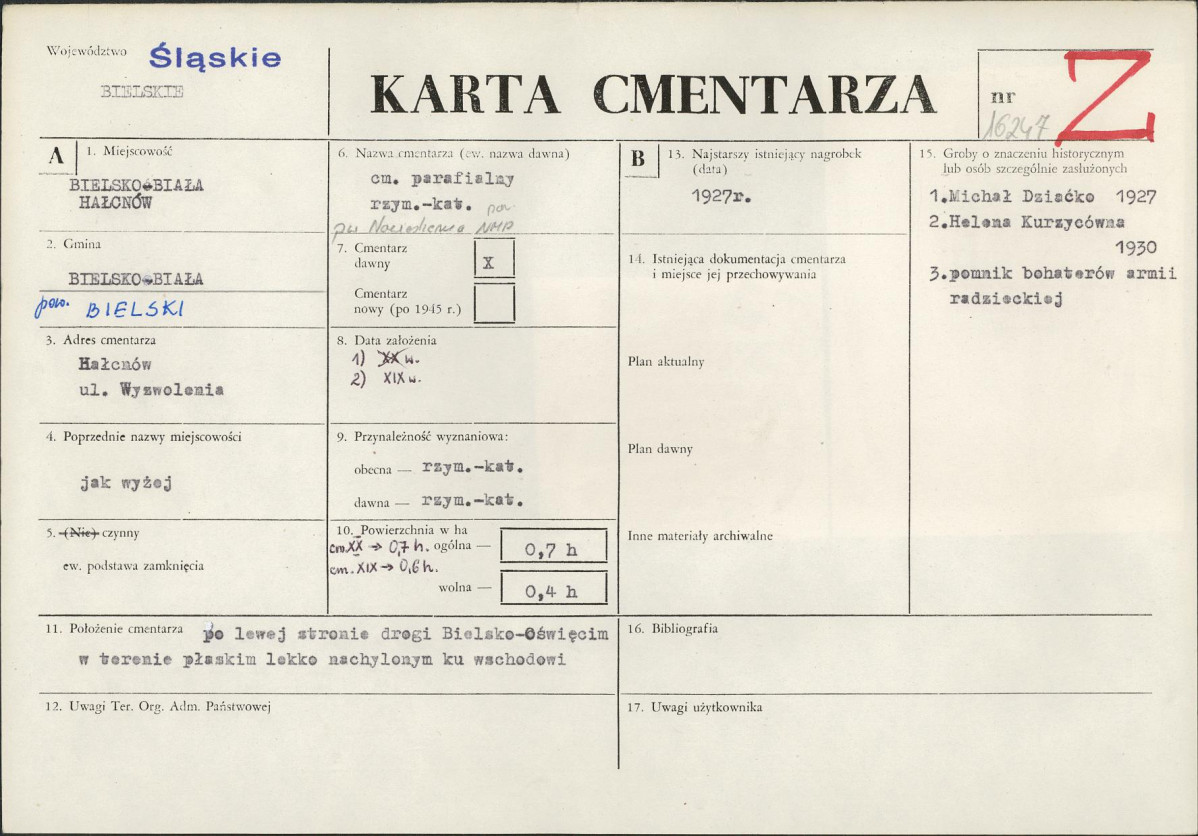 Województwo Śląskie
BIELSKIE
KARTA CMENTARZA
nr
16247
Z
A
1. Miejscowość
BIELSKO-BIAŁA
HAŁCNÓW
2. Gmina
BIELSKO-BIAŁA
pow. BIELSKI
3. Adres cmentarza
Hałcnów
ul. Wyzwolenia
4. Poprzednie nazwy miejscowości
jak wyżej
5. (Nie) czynny
ew. podstawa zamknięcia
6. Nazwa cmentarza (ew. nazwa dawna)
cm. parafialny
rzym.-kat. par.
pw Nawiedzenia NMP
7. Cmentarz
dawny X
Cmentarz
nowy (po 1945 r.)
8. Data założenia
1) XX w.
2) XIX w.
9. Przynależność wyznaniowa:
obecna — rzym.-kat.
dawna — rzym.-kat.
10. Powierzchnia w ha
cm. XX → 0,7 h. ogólna — 0,7 h
cm. XIX → 0,6 h.
wolna — 0,4 h
11. Położenie cmentarza po lewej stronie drogi Bielsko-Oświęcim
w terenie płaskim lekko nachylonym ku wschodowi
12. Uwagi Ter. Org. Adm. Państwowej
B
13. Najstarszy istniejący nagrobek
(data)
1927r.
14. Istniejąca dokumentacja cmentarza
i miejsce jej przechowywania
Plan aktualny
Plan dawny
Inne materiały archiwalne
15. Groby o znaczeniu historycznym
lub osób szczególnie zasłużonych
1.Michał Dziaćko 1927
2.Helena Kurzycówna
1930
3.pomnik bohaterów armii
radzieckiej
16. Bibliografia
17. Uwagi użytkownika